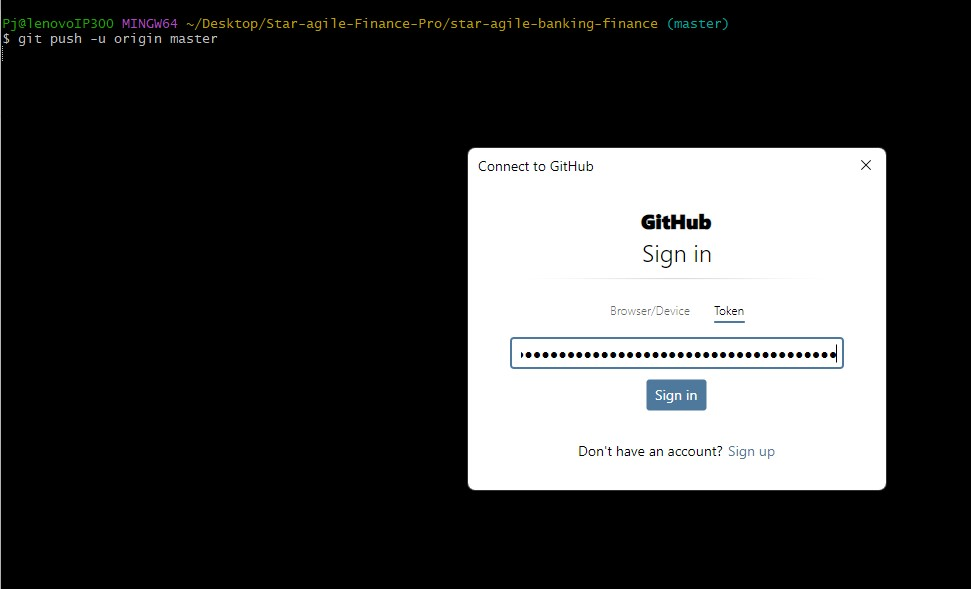 Pj@lenovoIP300 MINGW64 ~/Desktop/Star-agile-Finance-Pro/star-agile-banking-finance (master)
$ git push -u origin master
Connect to GitHub
GitHub
Sign in
Browser/Device Token
Sign in
Don't have an account? Sign up